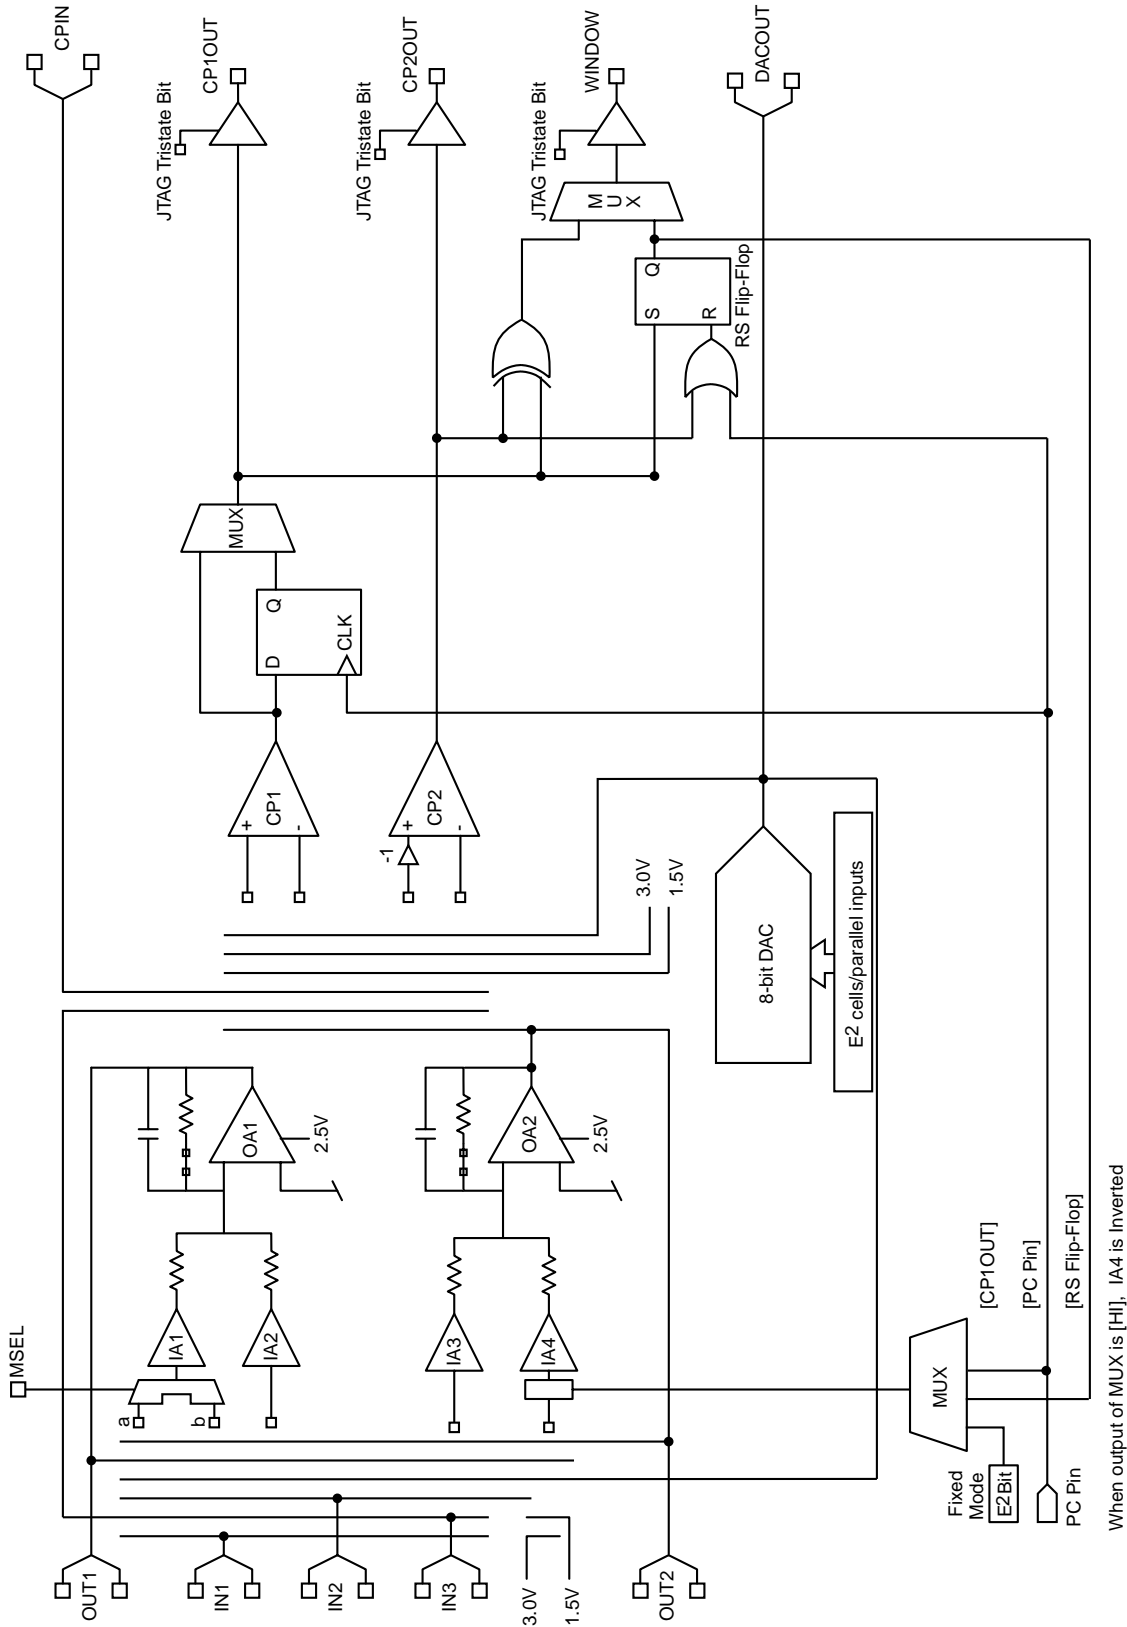 OUT1
IN1
IN2
IN3
3.0V
1.5V
OUT2
MSEL
a
b
IA1
IA2
IA3
IA4
OA1
2.5V
OA2
2.5V
CPIN
+
CP1
-
-1
+
CP2
-
3.0V
1.5V
D
Q
CLK
MUX
JTAG Tristate Bit
CP1OUT
JTAG Tristate Bit
CP2OUT
JTAG Tristate Bit
WINDOW
MUX
S
Q
R
RS Flip-Flop
DACOUT
8-bit DAC
E2 cells/parallel inputs
Fixed
Mode
E2Bit
PC Pin
MUX
[CP1OUT]
[PC Pin]
[RS Flip-Flop]
When output of MUX is [HI], IA4 is Inverted